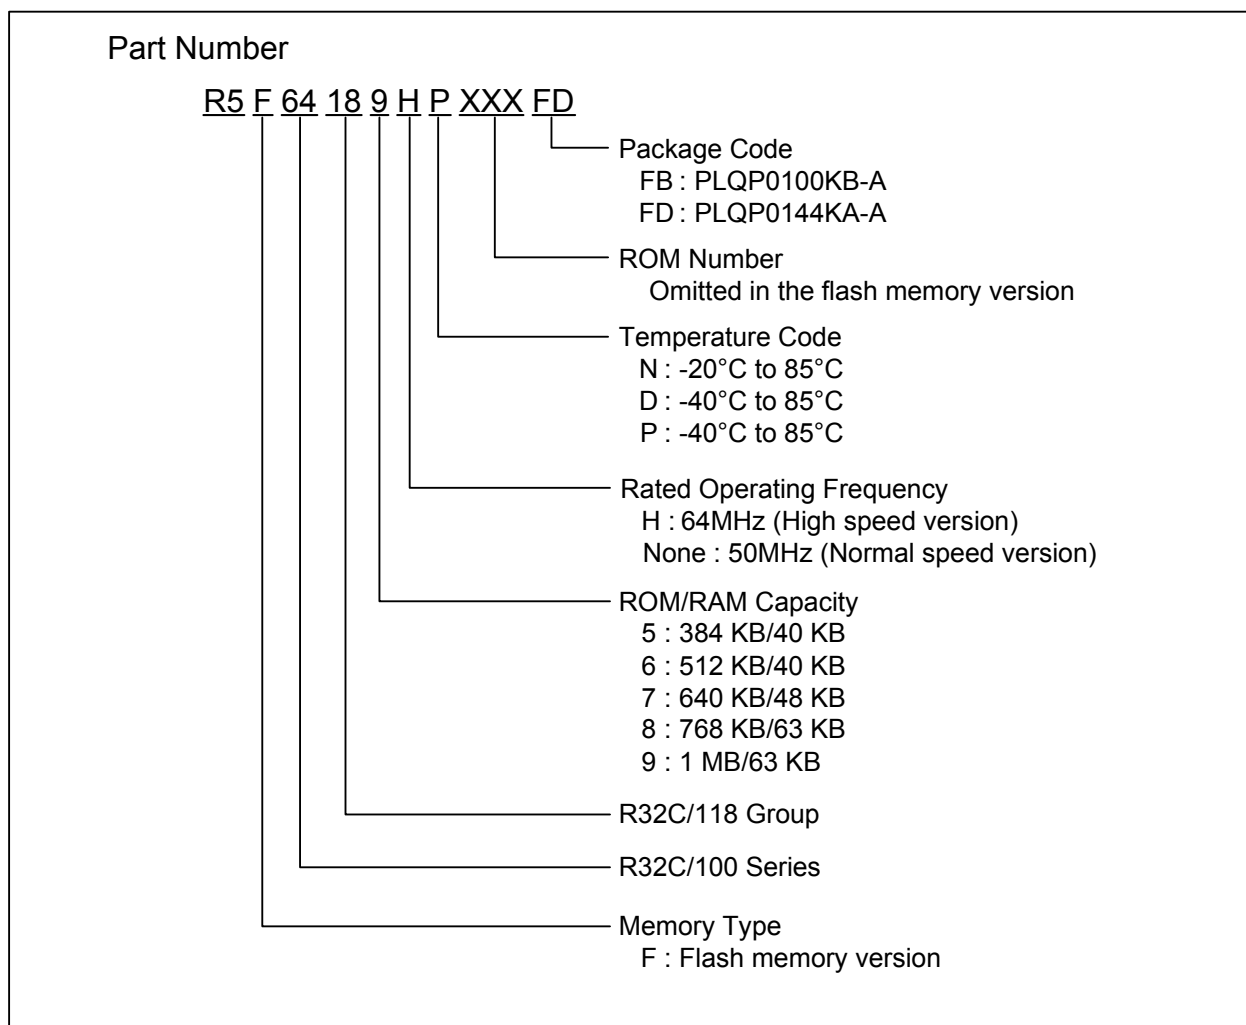 Part Number
R5 F 64 18 9 H P XXX FD
Package Code
FB : PLQP0100KB-A
FD : PLQP0144KA-A
ROM Number
Omitted in the flash memory version
Temperature Code
N : -20°C to 85°C
D : -40°C to 85°C
P : -40°C to 85°C
Rated Operating Frequency
H : 64MHz (High speed version)
None : 50MHz (Normal speed version)
ROM/RAM Capacity
5 : 384 KB/40 KB
6 : 512 KB/40 KB
7 : 640 KB/48 KB
8 : 768 KB/63 KB
9 : 1 MB/63 KB
R32C/118 Group
R32C/100 Series
Memory Type
F : Flash memory version